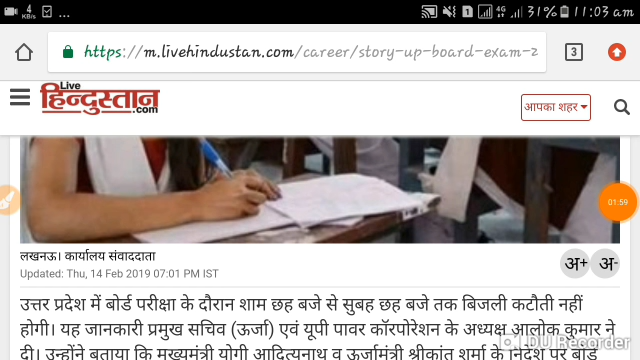 4
KB/s
...
1
4G
31%
11:03 am
https://m.livehindustan.com/career/story-up-board-exam-2
3
Live
हिन्दुस्तान
.com
आपका शहर
01:59
DU Recorder
लखनऊ। कार्यालय संवाददाता
Updated: Thu, 14 Feb 2019 07:01 PM IST
अ+ अ-
उत्तर प्रदेश में बोर्ड परीक्षा के दौरान शाम छह बजे से सुबह छह बजे तक बिजली कटौती नहीं
होगी। यह जानकारी प्रमुख सचिव (ऊर्जा) एवं यूपी पावर कॉरपोरेशन के अध्यक्ष आलोक कुमार ने
दी। उन्होंने बताया कि मुख्यमंत्री योगी आदित्यनाथ व ऊर्जामंत्री श्रीकांत शर्मा के निर्देश पर बोर्ड